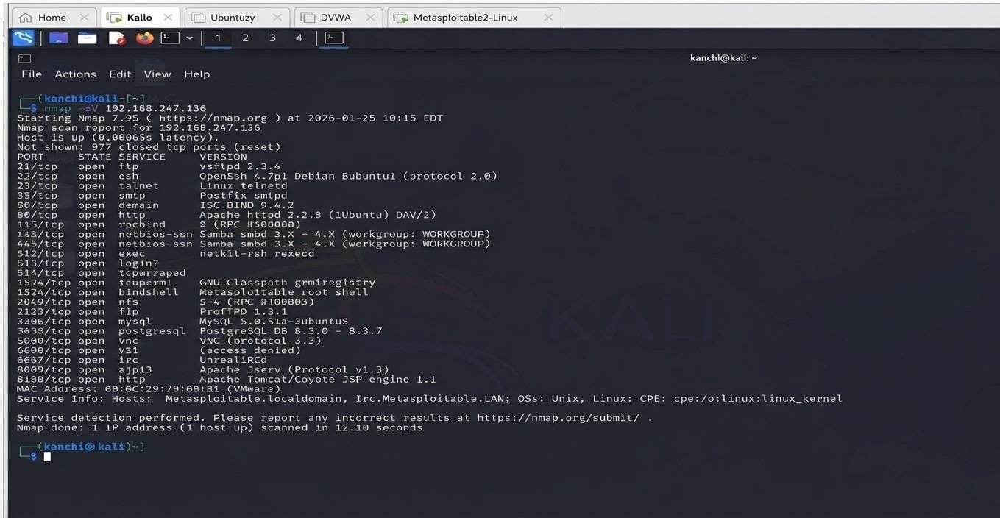 Home
Kallo
Ubuntuzy
DVWA
Metasploitable2-Linux
1 2 3 4
kanchi@kali: ~
File Actions Edit View Help
(kanchi@kali-[~]
$ nmap -sV 192.168.247.136
Starting Nmap 7.95 ( https://nmap.org ) at 2026-01-25 10:15 EDT
Nmap scan report for 192.168.247.136
Host is up (0.00065s latency).
Not shown: 977 closed tcp ports (reset)
PORT STATE SERVICE VERSION
21/tcp open ftp vsftpd 2.3.4
22/tcp open csh OpenSsh 4.7p1 Debian Bubuntu1 (protocol 2.0)
23/tcp open talnet Linux telnetd
35/tcp open smtp Postfix smtpd
80/tcp open demain ISC BIND 9.4.2
80/tcp open http Apache httpd 2.2.8 (1Ubuntu) DAV/2)
115/tcp open rpcbind (RPC
open netbios-ssn Samba smbd 3.X - 4.X (workgroup: WORKGROUP)
445/tcp open netbios-ssn Samba smbd 3.X - 4.X (workgroup: WORKGROUP)
512/tcp open exec netkit-rsh rexecd
513/tcp open login?
514/tcp open
1524/tcp open GNU Classpath grmiregistry
1524/tcp open bindshell Metasploitable root shell
2049/tcp open nfs S-4 (RPC #100803)
2123/tcp open fip ProfTPD 1.3.1
3306/tcp open mysql MySQL 5.0.51a-3ubuntu5
3435/tcp open postgresql PostgreSQL DB 8.3.0 - 8.3.7
5000/tcp open vnc VNC (protocol 3.3)
6600/tcp open v31 (access denied)
6667/tcp open irc UnrealiRCd
8009/tcp open ajp13 Apache Jserv (Protocol v1.3)
8180/tcp open http Apache Tomcat/Coyote JSP engine 1.1
MAC Address: 00:0C:29:79:08:B1 (VMware)
Service Info: Hosts: Metasploitable.localdomain, Irc.Metasploitable.LAN; OSs: Unix, Linux: CPE: cpe:/o:linux:linux_kernel
Service detection performed. Please report any incorrect results at https://nmap.org/submit/ .
Nmap done: 1 IP address (1 host up) scanned in 12.10 seconds
(kanchi@kali)~]
$
KALI